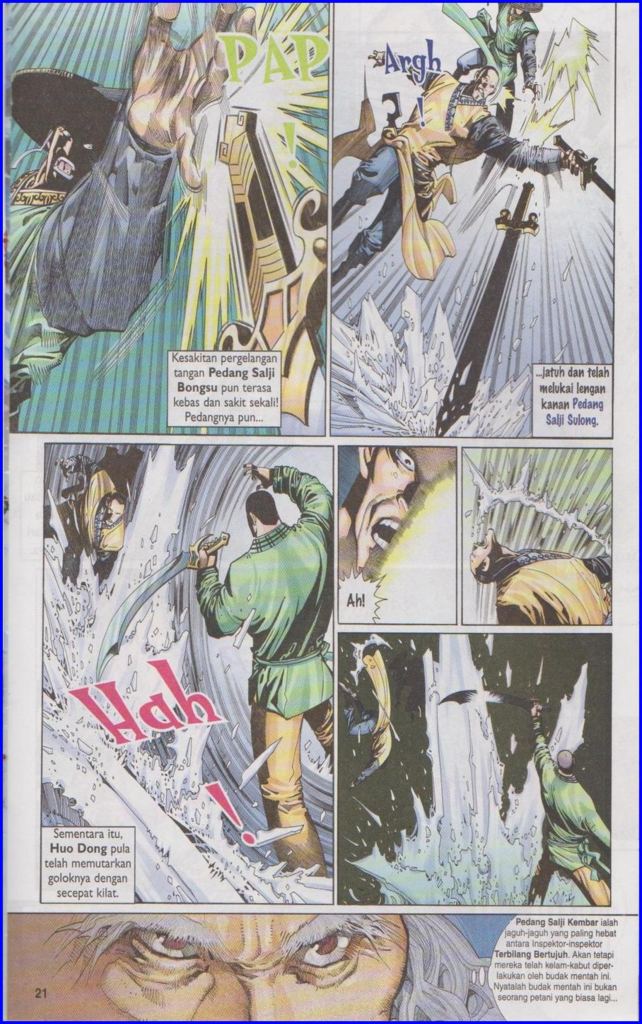 PAP
!
Kesakitan pergelangan
tangan Pedang Salji
Bongsu pun terasa
kebas dan sakit sekali!
Pedangnya pun...
Argh
!
...jatuh dan telah
melukai lengan
kanan Pedang
Salji Sulong.
Hah
!
Sementara itu,
Huo Dong pula
telah memutarkan
goloknya dengan
secepat kilat.
Ah!
Pedang Salji Kembar ialah
jaguh-jaguh yang paling hebat
antara Inspektor-inspektor
Terbilang Bertujuh. Akan tetapi
mereka telah kelam-kabut diper-
lakukan oleh budak mentah ini.
Nyatalah budak mentah ini bukan
seorang petani yang biasa lagi...
21